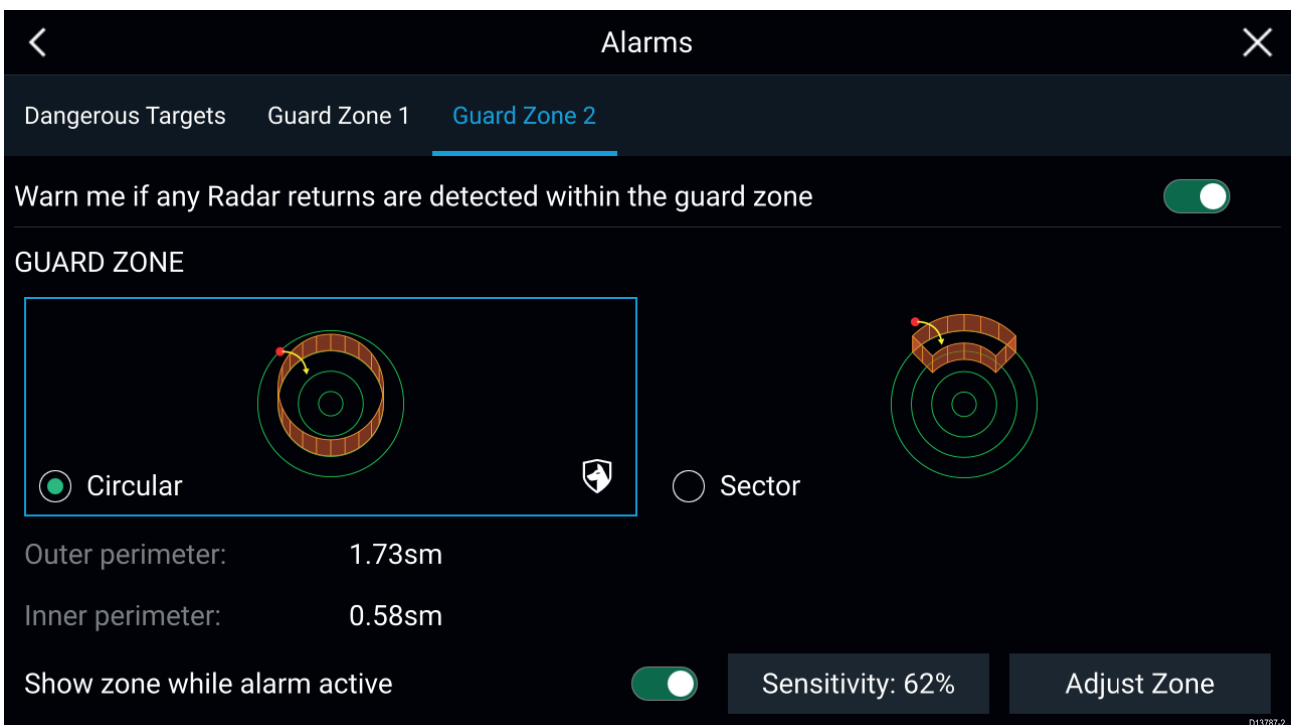 Alarms
Dangerous Targets Guard Zone 1 Guard Zone 2
Warn me if any Radar returns are detected within the guard zone
GUARD ZONE
Circular Sector
Outer perimeter: 1.73sm
Inner perimeter: 0.58sm
Show zone while alarm active Sensitivity: 62% Adjust Zone
D13787-2